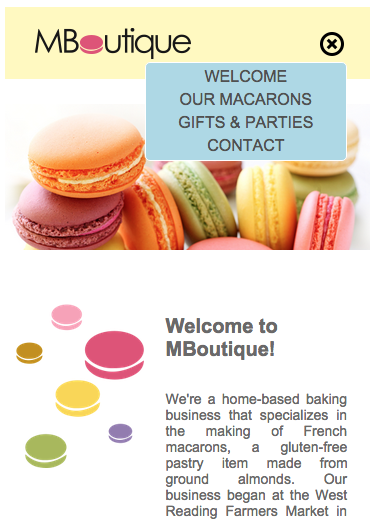 MBoutique
WELCOME
OUR MACARONS
GIFTS & PARTIES
CONTACT
Welcome to
MBoutique!
We're a home-based baking
business that specializes in
the making of French
macarons, a gluten-free
pastry item made from
ground almonds. Our
business began at the West
Reading Farmers Market in